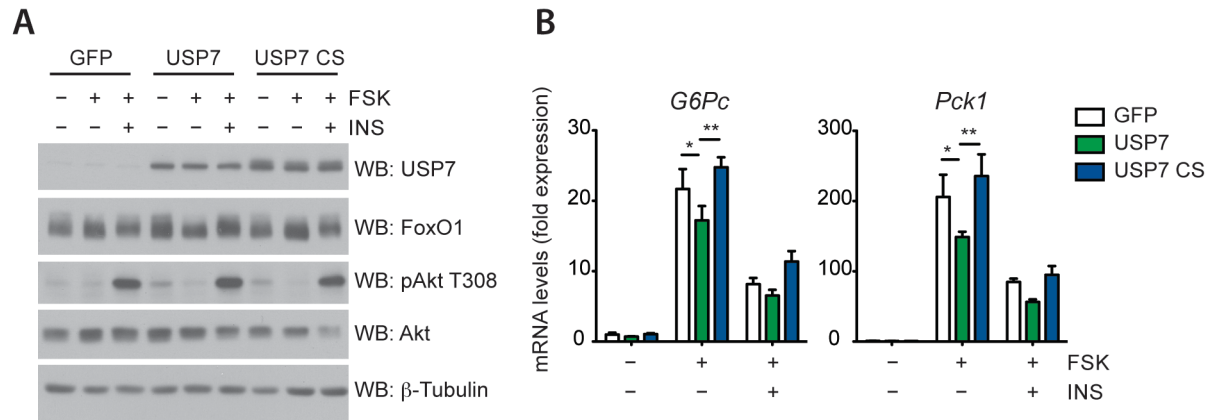 A
GFP USP7 USP7 CS
– + + – + + – + + FSK
– – + – – + – – + INS
WB: USP7
WB: FoxO1
WB: pAkt T308
WB: Akt
WB: β-Tubulin
B
mRNA levels (fold expression)
G6Pc
30
20
10
0
* **
– + +
– – +
Pck1
300
200
100
0
* **
– + + FSK
– – + INS
GFP
USP7
USP7 CS